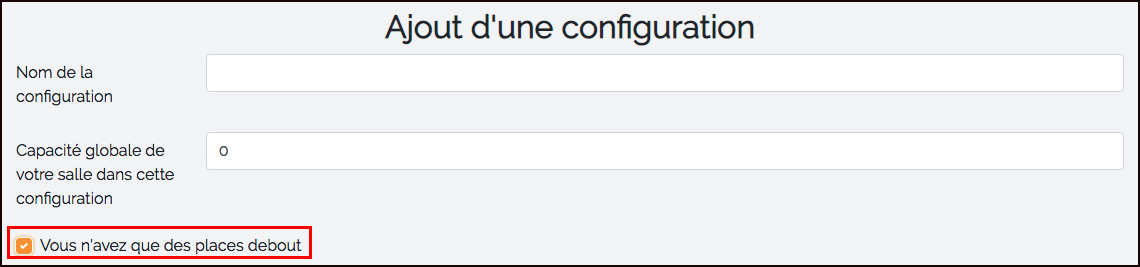 Ajout d'une configuration
Nom de la
configuration
Capacité globale de
votre salle dans cette
configuration
0
Vous n'avez que des places debout